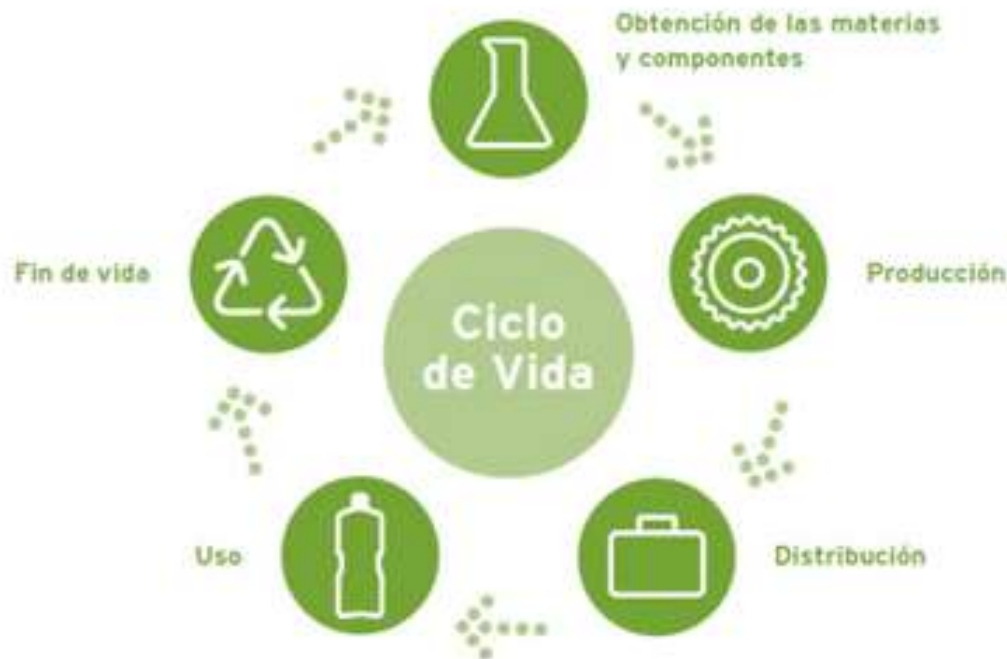 Obtención de las materias
y componentes
Fin de vida
Producción
Ciclo
de Vida
Uso
Distribución